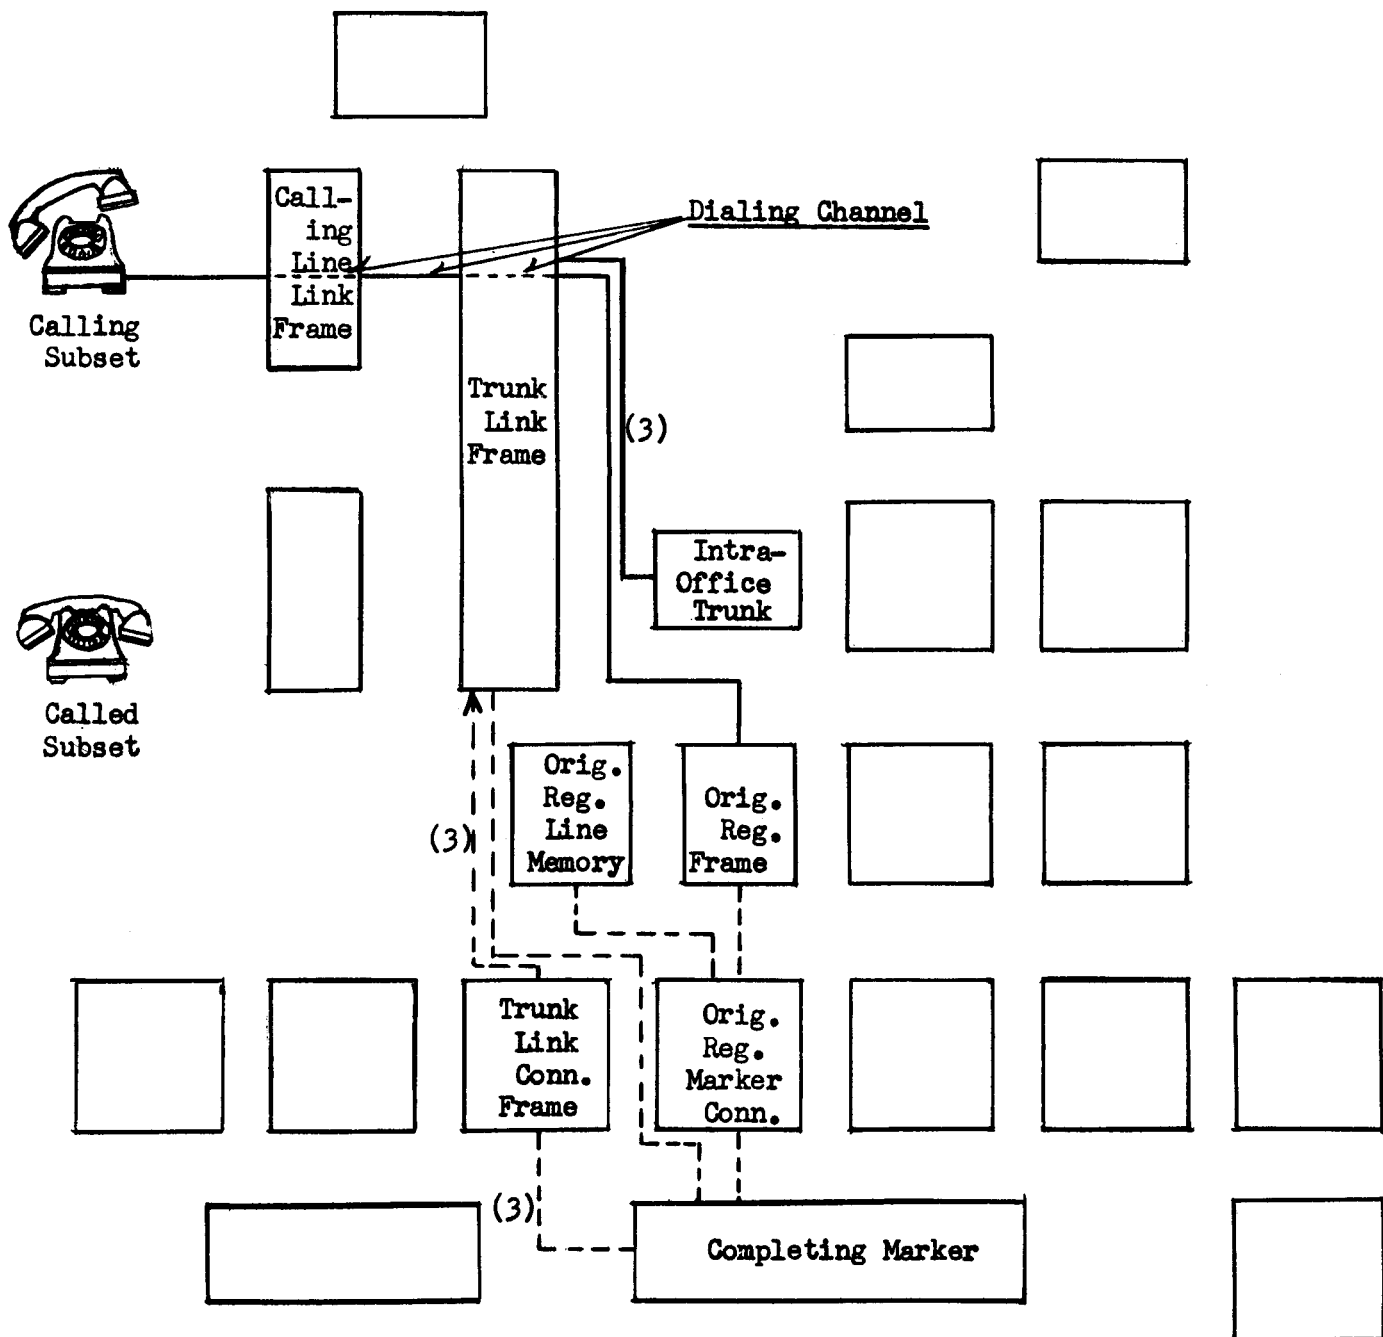 Call-
ing
Line
Link
Frame
Dialing Channel
Calling
Subset
Trunk
Link
Frame
(3)
Intra-
Office
Trunk
Called
Subset
Orig.
Reg.
Line
Memory
Orig.
Reg.
Frame
(3)
Trunk
Link
Conn.
Frame
Orig.
Reg.
Marker
Conn.
(3)
Completing Marker